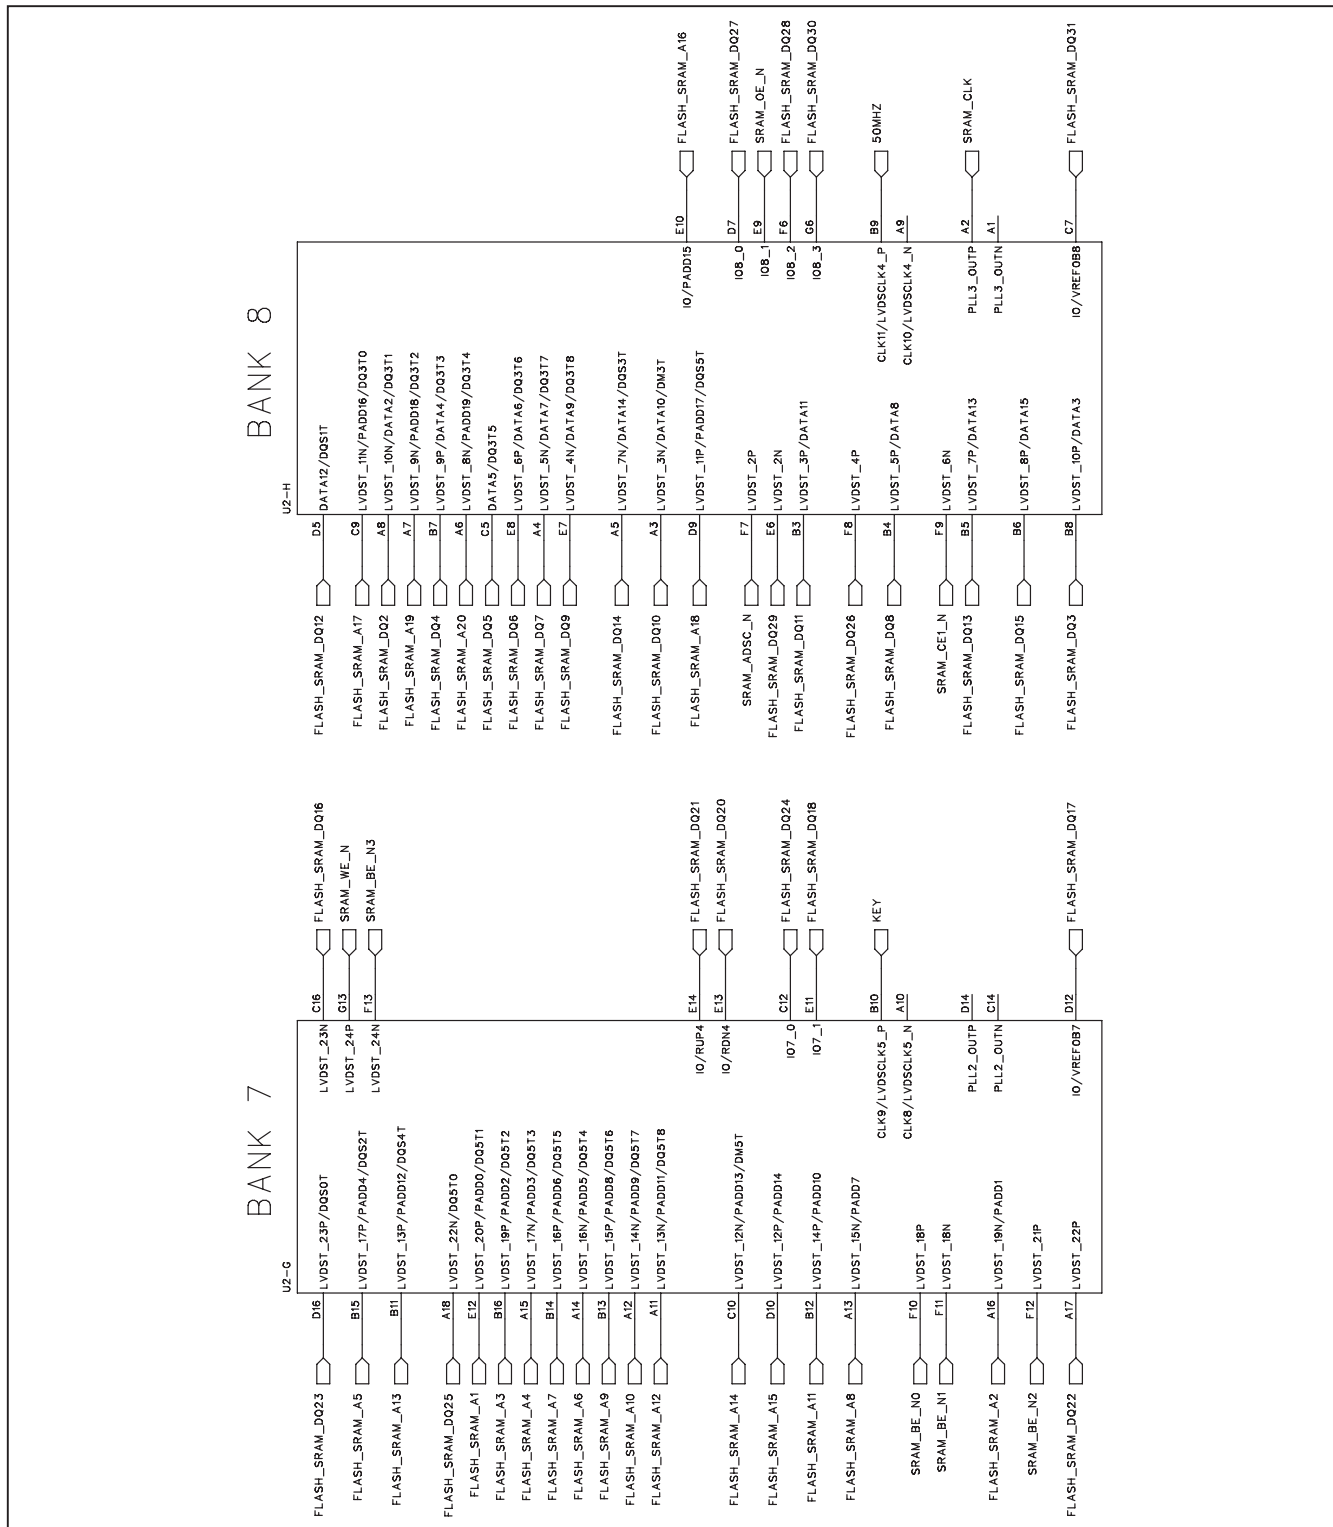 BANK 7
U2-G
FLASH_SRAM_DQ23 D16 LVDST_23P/DQS0T LVDST_23N C16 FLASH_SRAM_DQ16
LVDST_24P G13 SRAM_WE_N
FLASH_SRAM_A5 B15 LVDST_17P/PADD4/DQS2T
LVDST_24N F13 SRAM_BE_N3
FLASH_SRAM_A13 B11 LVDST_13P/PADD12/DQS4T
FLASH_SRAM_DQ25 A18 LVDST_22N/DQ5T0
FLASH_SRAM_A1 E12 LVDST_20P/PADD0/DQ5T1
FLASH_SRAM_A3 B16 LVDST_19P/PADD2/DQ5T2
FLASH_SRAM_A4 A15 LVDST_17N/PADD3/DQ5T3
FLASH_SRAM_A7 B14 LVDST_16P/PADD6/DQ5T5
FLASH_SRAM_A6 A14 LVDST_16N/PADD5/DQ5T4
FLASH_SRAM_A9 B13 LVDST_15P/PADD8/DQ5T6
FLASH_SRAM_A10 A12 LVDST_14N/PADD9/DQ5T7
FLASH_SRAM_A12 A11 LVDST_13N/PADD11/DQ5T8
IO/RUP4 E14 FLASH_SRAM_DQ21
IO/RDN4 E13 FLASH_SRAM_DQ20
FLASH_SRAM_A14 C10 LVDST_12N/PADD13/DM5T
FLASH_SRAM_A15 D10 LVDST_12P/PADD14
IO7_0 C12 FLASH_SRAM_DQ24
FLASH_SRAM_A11 B12 LVDST_14P/PADD10 IO7_1 E11 FLASH_SRAM_DQ18
FLASH_SRAM_A8 A13 LVDST_15N/PADD7
CLK9/LVDSCLK5_P B10 KEY
CLK8/LVDSCLK5_N A10
SRAM_BE_N0 F10 LVDST_18P
SRAM_BE_N1 F11 LVDST_18N
PLL2_OUTP D14
FLASH_SRAM_A2 A16 LVDST_19N/PADD1 PLL2_OUTN C14
SRAM_BE_N2 F12 LVDST_21P
FLASH_SRAM_DQ22 A17 LVDST_22P IO/VREF0B7 D12 FLASH_SRAM_DQ17
BANK 8
U2-H
FLASH_SRAM_DQ12 D5 DATA12/DQS1T
FLASH_SRAM_A17 C9 LVDST_11N/PADD16/DQ3T0
FLASH_SRAM_DQ2 A8 LVDST_10N/DATA2/DQ3T1
FLASH_SRAM_A19 A7 LVDST_9N/PADD18/DQ3T2
FLASH_SRAM_DQ4 B7 LVDST_9P/DATA4/DQ3T3
FLASH_SRAM_A20 A6 LVDST_8N/PADD19/DQ3T4
FLASH_SRAM_DQ5 C5 DATA5/DQ3T5
FLASH_SRAM_DQ6 E8 LVDST_6P/DATA6/DQ3T6
FLASH_SRAM_DQ7 A4 LVDST_5N/DATA7/DQ3T7
FLASH_SRAM_DQ9 E7 LVDST_4N/DATA9/DQ3T8
FLASH_SRAM_DQ14 A5 LVDST_7N/DATA14/DQS3T
FLASH_SRAM_DQ10 A3 LVDST_3N/DATA10/DM3T
IO/PADD15 E10 FLASH_SRAM_A16
FLASH_SRAM_A18 D9 LVDST_11P/PADD17/DQS5T
IO8_0 D7 FLASH_SRAM_DQ27
SRAM_ADSC_N F7 LVDST_2P
IO8_1 E9 SRAM_OE_N
FLASH_SRAM_DQ29 E6 LVDST_2N
IO8_2 F6 FLASH_SRAM_DQ28
FLASH_SRAM_DQ11 B3 LVDST_3P/DATA11
IO8_3 G6 FLASH_SRAM_DQ30
FLASH_SRAM_DQ26 F8 LVDST_4P
CLK11/LVDSCLK4_P B9 50MHZ
FLASH_SRAM_DQ8 B4 LVDST_5P/DATA8
CLK10/LVDSCLK4_N A9
SRAM_CE1_N F9 LVDST_6N
FLASH_SRAM_DQ13 B5 LVDST_7P/DATA13 PLL3_OUTP A2 SRAM_CLK
PLL3_OUTN A1
FLASH_SRAM_DQ15 B6 LVDST_8P/DATA15
FLASH_SRAM_DQ3 B8 LVDST_10P/DATA3 IO/VREF0B8 C7 FLASH_SRAM_DQ31